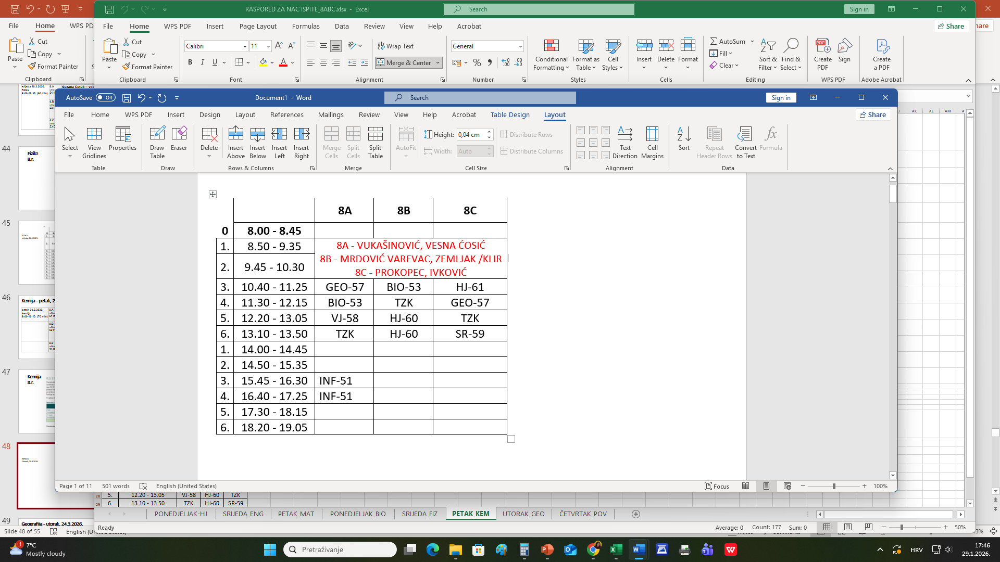 RASPORED ZA NAC ISPITE_8ABC.xlsx - Excel
Search
Sign in
File Home WPS PD
File Home WPS PDF Insert Page Layout Formulas Data Review View Help Acrobat Share
Paste Cut Copy Format Painter Clipboard
Paste Cut Copy Format Painter Clipboard
Calibri 11 B I U Font
Wrap Text Merge & Center Alignment
General % Number
Conditional Formatting Format as Table Cell Styles Styles
Insert Delete Format Cells
AutoSum Fill Clear Sort & Filter Find & Select Editing
Create PDF Sign WPS PDF
Create a PDF Adobe Acrobat
AutoSave Off Document1 - Word Search Sign in
File Home WPS PDF Insert Design Layout References Mailings Review View Help Acrobat Table Design Layout Share
Select View Gridlines Properties Table
Draw Table Eraser Draw
Delete Insert Above Insert Below Insert Left Insert Right Rows & Columns
Merge Cells Split Cells Split Table Merge
AutoFit Height: 0,04 cm Width: Auto Distribute Rows Distribute Columns Cell Size
Text Direction Cell Margins Alignment
Sort Repeat Header Rows Convert to Text Formula Data
AK AL AM
8A 8B 8C
0 8.00 - 8.45
1. 8.50 - 9.35
2. 9.45 - 10.30
8A - VUKAŠINOVIĆ, VESNA ĆOSIĆ
8B - MRDOVIĆ VAREVAC, ZEMLJAK /KLIR
8C - PROKOPEC, IVKOVIĆ
3. 10.40 - 11.25 GEO-57 BIO-53 HJ-61
4. 11.30 - 12.15 BIO-53 TZK GEO-57
5. 12.20 - 13.05 VJ-58 HJ-60 TZK
6. 13.10 - 13.50 TZK HJ-60 SR-59
1. 14.00 - 14.45
2. 14.50 - 15.35
3. 15.45 - 16.30 INF-51
4. 16.40 - 17.25 INF-51
5. 17.30 - 18.15
6. 18.20 - 19.05
Page 1 of 11 501 words English (United States) Focus 100%
44 Fizika
8.r.
45
46 Kemija - petak, 2
47 Kemija
8.r.
48
49 Geografija - utorak, 24.3.2026.
28 5. 12.20 - 13.05 VJ-58 HJ-60 TZK
29 6. 13.10 - 13.50 TZK HJ-60 SR-59
PONEDJELJAK-HJ SRIJEDA_ENG PETAK_MAT PONEDJELJAK_BIO SRIJEDA_FIZ PETAK_KEM UTORAK_GEO ČETVRTAK_POV
Ready Average: 0 Count: 177 Sum: 0 50%
Slide 48 of 55
7°C
Mostly cloudy
1
Pretraživanje
HRV
17:46
29.1.2026.